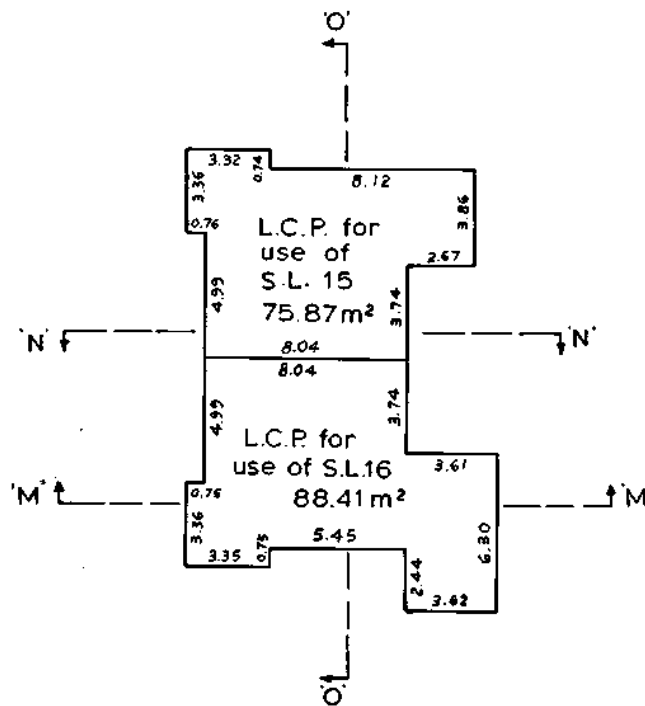 'O'
3.32
0.74
8.12
3.36
0.76
3.86
L.C.P. for
use of
S.L. 15
75.87m²
2.67
4.99
3.74
'N'
'N'
8.04
8.04
4.99
3.74
L.C.P. for
use of S.L.16
88.41m²
3.61
'M'
'M
0.75
3.36
3.35
0.75
5.45
6.30
2.44
3.62
'O'